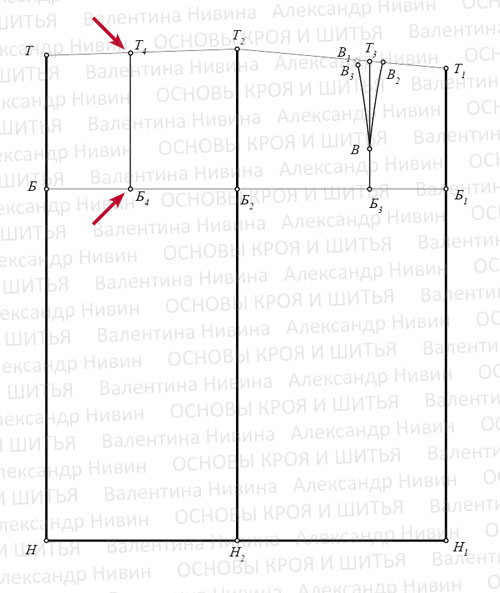 Т Т4 Т2 В1 Т3 Т1
В3 В2
В
Б Б4 Б2 Б3 Б1
Н Н2 Н1
ОСНОВЫ КРОЯ И ШИТЬЯ Валентина Нивина Александр Нивин